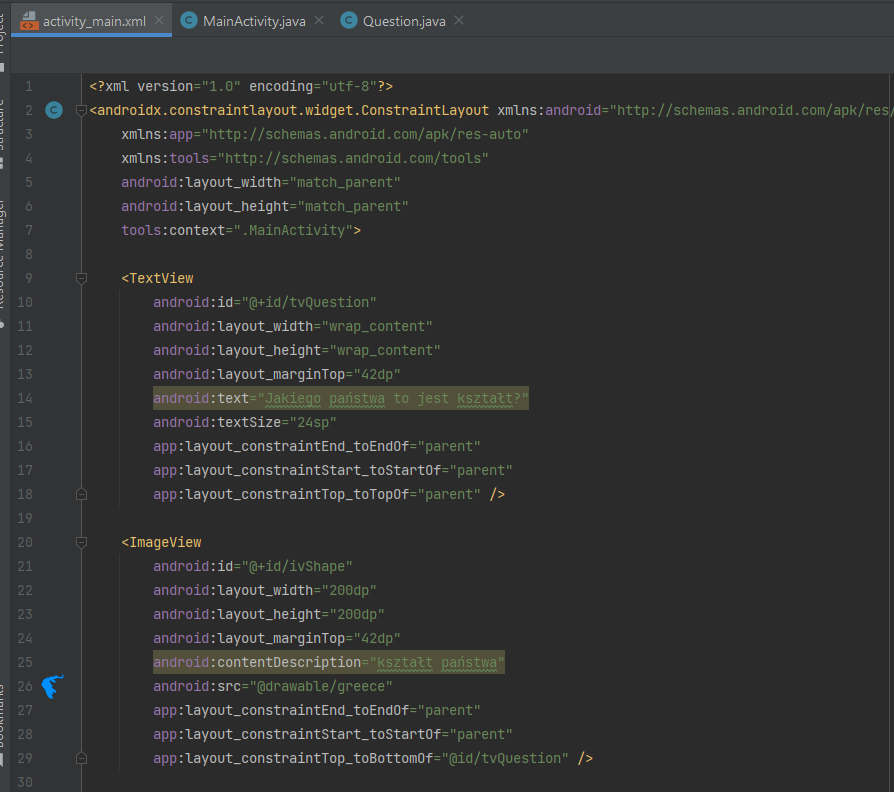 activity_main.xml MainActivity.java Question.java
1 <?xml version="1.0" encoding="utf-8"?>
2 <androidx.constraintlayout.widget.ConstraintLayout xmlns:android="http://schemas.android.com/apk/res/
3 xmlns:app="http://schemas.android.com/apk/res-auto"
4 xmlns:tools="http://schemas.android.com/tools"
5 android:layout_width="match_parent"
6 android:layout_height="match_parent"
7 tools:context=".MainActivity">
8
9 <TextView
10 android:id="@+id/tvQuestion"
11 android:layout_width="wrap_content"
12 android:layout_height="wrap_content"
13 android:layout_marginTop="42dp"
14 android:text="Jakiego państwa to jest kształt?"
15 android:textSize="24sp"
16 app:layout_constraintEnd_toEndOf="parent"
17 app:layout_constraintStart_toStartOf="parent"
18 app:layout_constraintTop_toTopOf="parent" />
19
20 <ImageView
21 android:id="@+id/ivShape"
22 android:layout_width="200dp"
23 android:layout_height="200dp"
24 android:layout_marginTop="42dp"
25 android:contentDescription="kształt państwa"
26 android:src="@drawable/greece"
27 app:layout_constraintEnd_toEndOf="parent"
28 app:layout_constraintStart_toStartOf="parent"
29 app:layout_constraintTop_toBottomOf="@id/tvQuestion" />
30